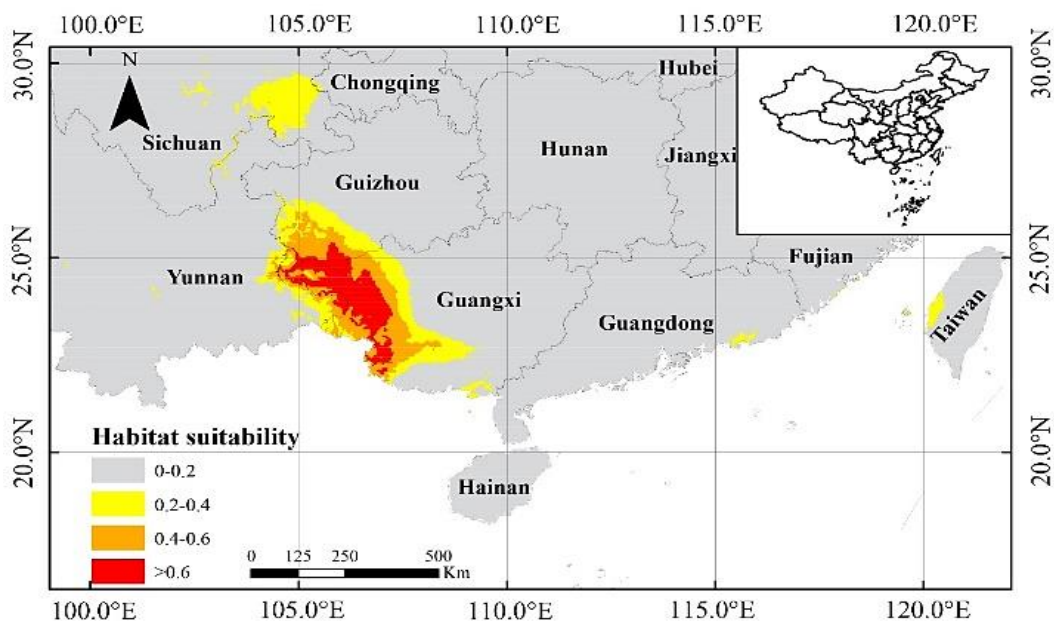 100.0°E 105.0°E 110.0°E 115.0°E 120.0°E
30.0°N
30.0°N
N
Chongqing
Hubei
Sichuan
Hunan
Jiangxi
Guizhou
25.0°N
25.0°N
Fujian
Yunnan
Guangxi
Guangdong
Taiwan
Habitat suitability
20.0°N
20.0°N
0-0.2
Hainan
0.2-0.4
0.4-0.6
0 125 250 500
>0.6
Km
100.0°E 105.0°E 110.0°E 115.0°E 120.0°E